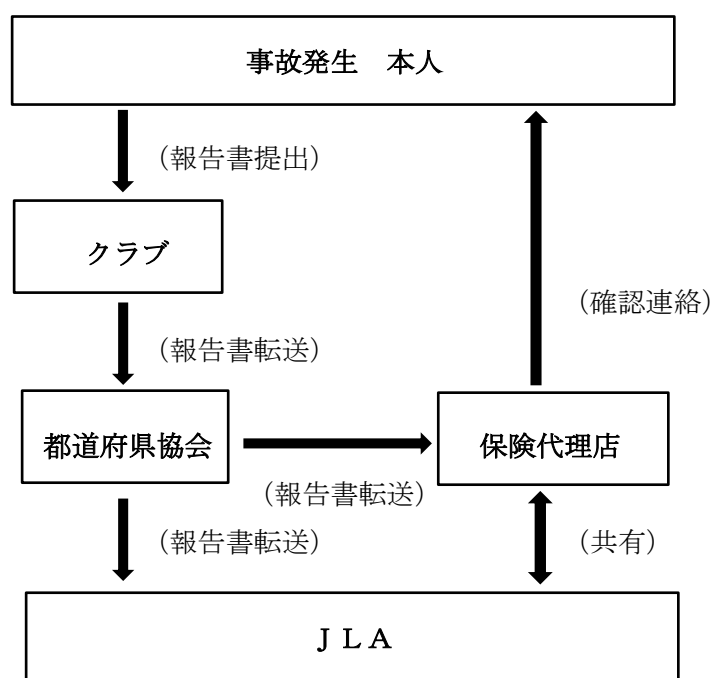 事故発生　本人
（報告書提出）
クラブ
（確認連絡）
（報告書転送）
都道府県協会
保険代理店
（報告書転送）
（報告書転送）
（共有）
ＪＬＡ